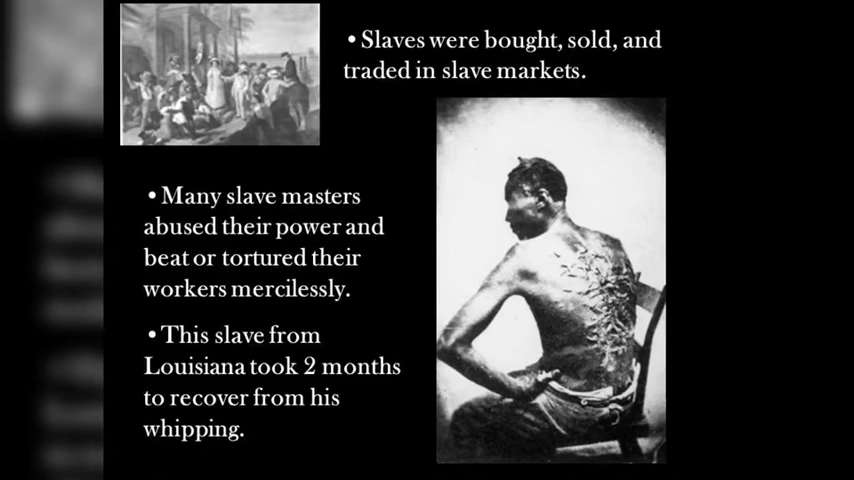 • Slaves were bought, sold, and
traded in slave markets.
• Many slave masters
abused their power and
beat or tortured their
workers mercilessly.
• This slave from
Louisiana took 2 months
to recover from his
whipping.